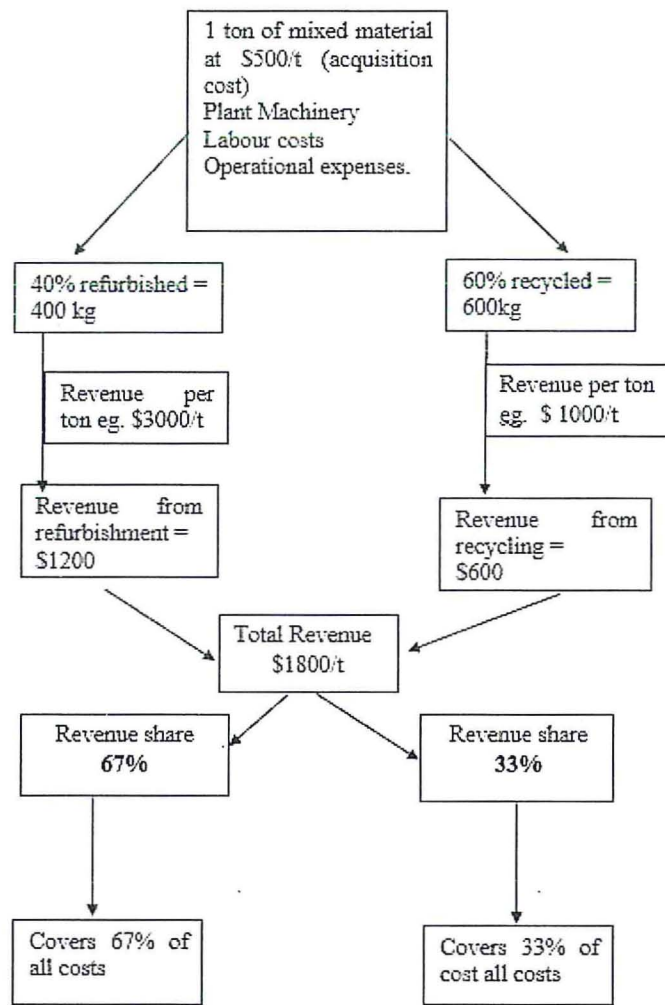 1 ton of mixed material
at $500/t (acquisition
cost)
Plant Machinery
Labour costs
Operational expenses.
40% refurbished =
400 kg
60% recycled =
600kg
Revenue per
ton eg. $3000/t
Revenue per ton
eg. $ 1000/t
Revenue from
refurbishment =
$1200
Revenue from
recycling =
$600
Total Revenue
$1800/t
Revenue share
67%
Revenue share
33%
Covers 67% of
all costs
Covers 33% of
cost all costs